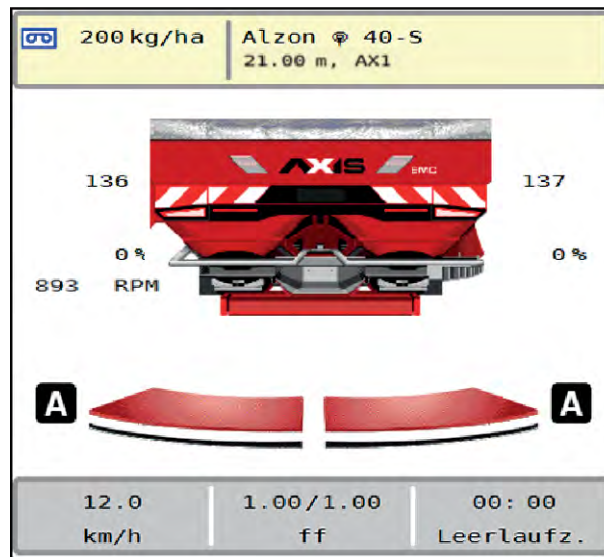 200 kg/ha
Alzon 40-S
21.00 m, AX1
AXIS EMC
136
137
0%
0%
893 RPM
A
A
12.0
km/h
1.00/1.00
ff
00:00
Leerlaufz.